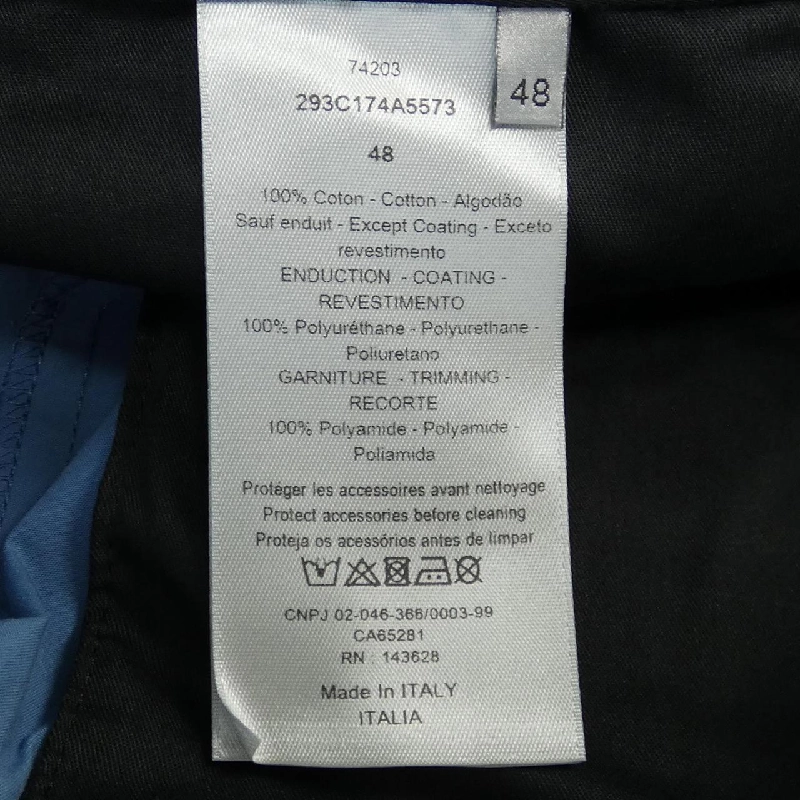 74203
293C174A5573
48
48
100% Coton - Cotton - Algodão
Sauf enduit - Except Coating - Exceto
revestimento
ENDUCTION - COATING -
REVESTIMENTO
100% Polyuréthane - Polyurethane -
Poliuretano
GARNITURE - TRIMMING -
RECORTE
100% Polyamide - Polyamide -
Poliamida
Protéger les accessoires avant nettoyage
Protect accessories before cleaning
Proteja os acessórios antes de limpar
CNPJ 02-046-366/0003-99
CA65281
RN : 143628
Made In ITALY
ITALIA